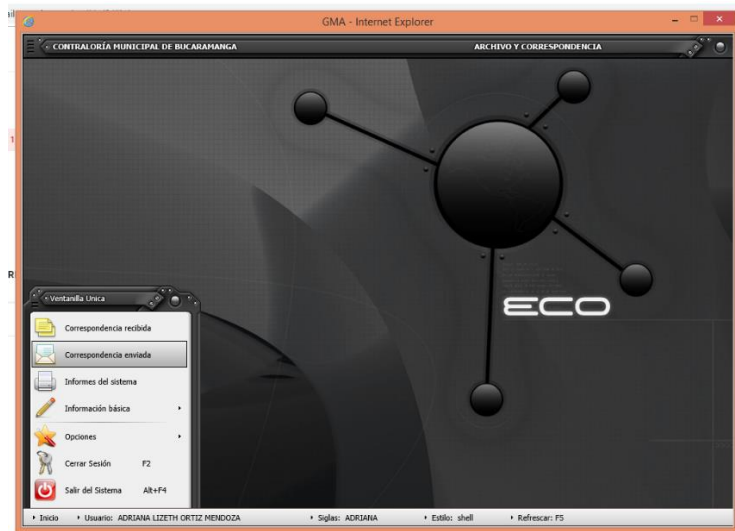 GMA - Internet Explorer
CONTRALORÍA MUNICIPAL DE BUCARAMANGA ARCHIVO Y CORRESPONDENCIA
ECO
Ventanilla Unica
Correspondencia recibida
Correspondencia enviada
Informes del sistema
Información básica
Opciones
Cerrar Sesión F2
Salir del Sistema Alt+F4
Inicio Usuario: ADRIANA LIZETH ORTIZ MENDOZA Siglas: ADRIANA Estilo: shell Refrescar: F5